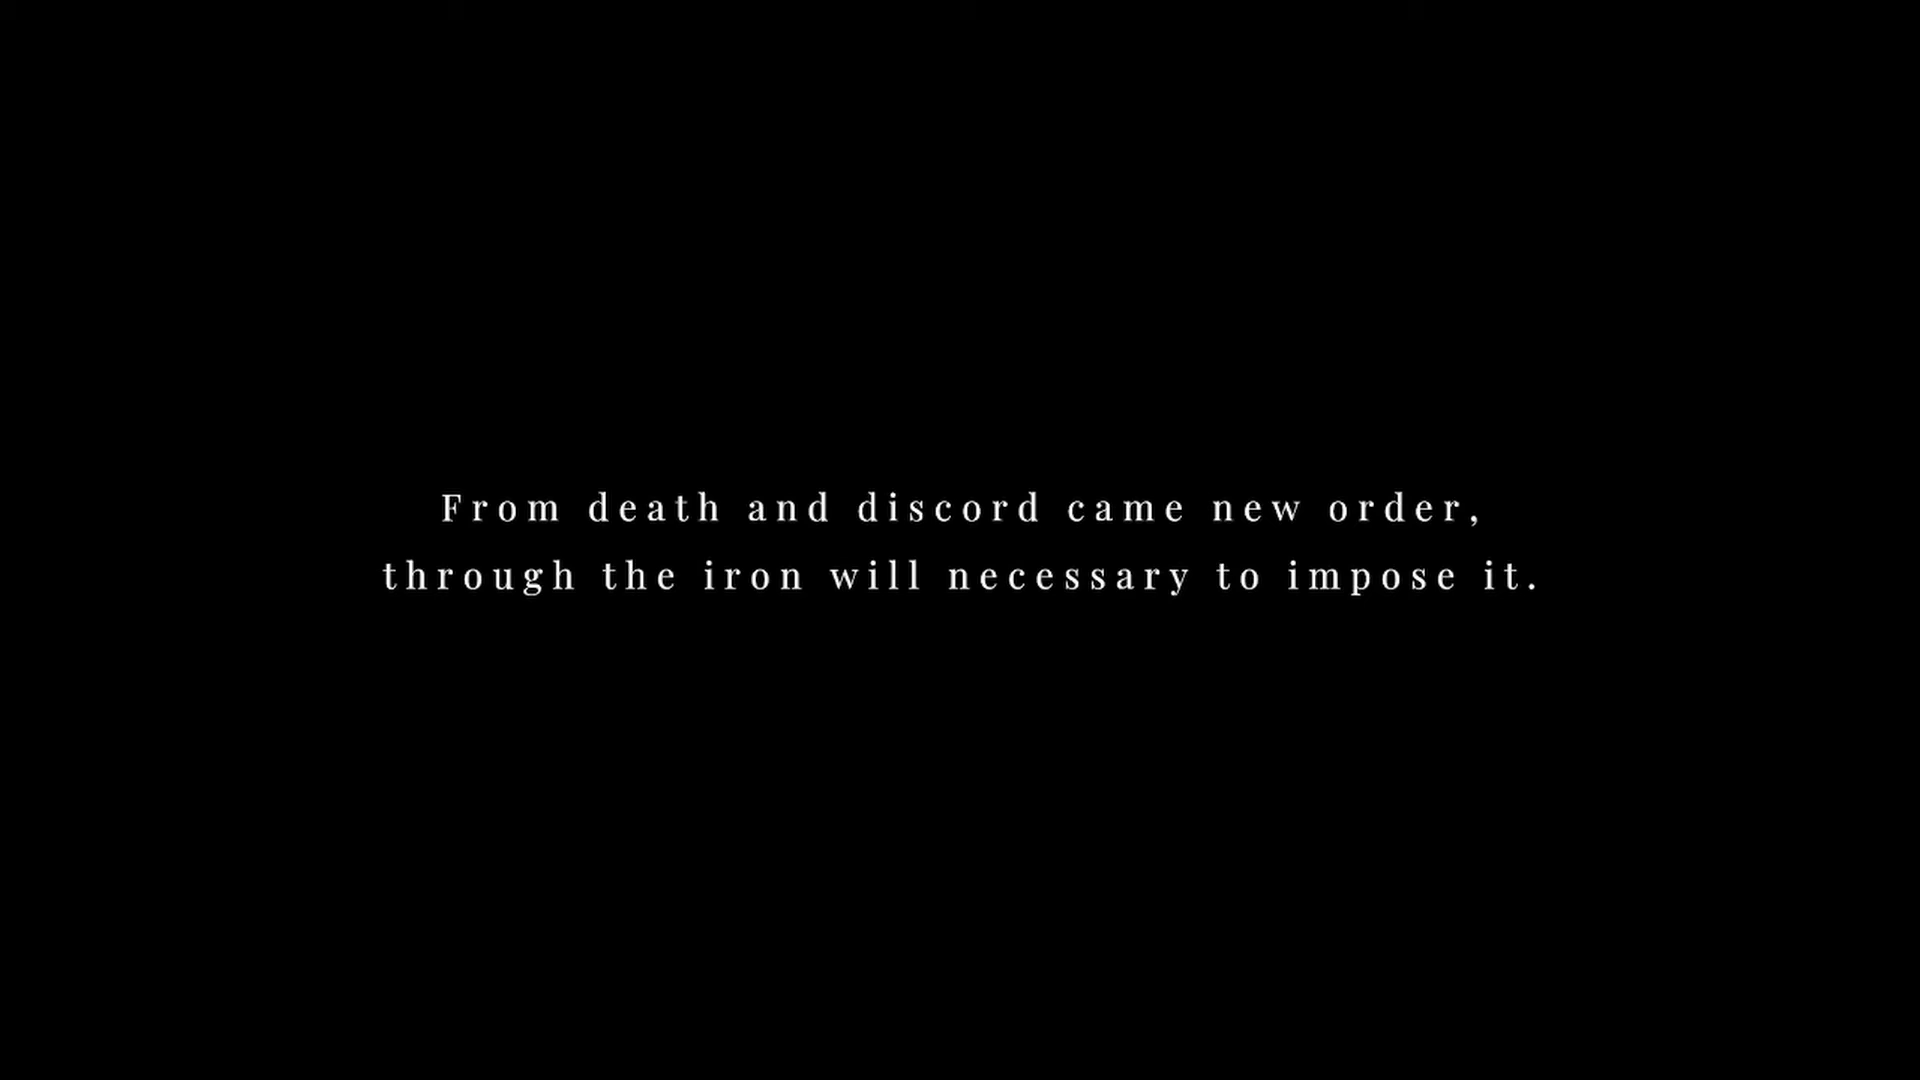 From death and discord came new order,
through the iron will necessary to impose it.